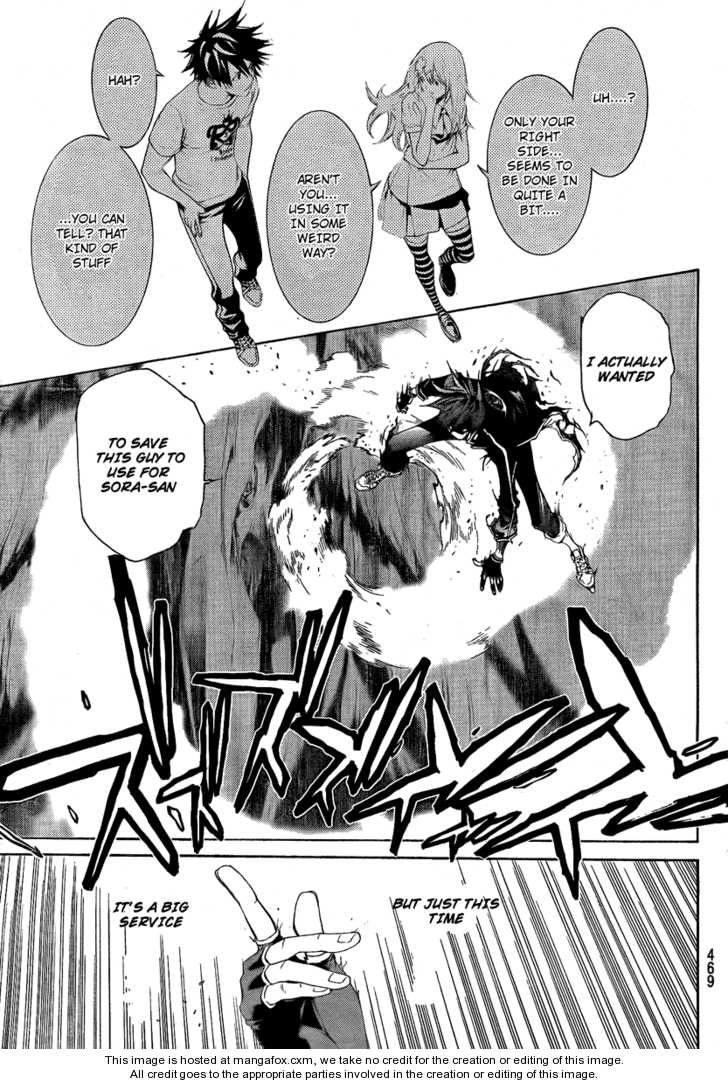 UH....?
ONLY YOUR
RIGHT
SIDE...
SEEMS TO
BE DONE IN
QUITE A
BIT....
AREN'T
YOU...
USING IT
IN SOME
WEIRD
WAY?
HAH?
...YOU CAN
TELL? THAT
KIND OF
STUFF
I ACTUALLY
WANTED
TO SAVE
THIS GUY TO
USE FOR
SORA-SAN
BUT JUST THIS
TIME
IT'S A BIG
SERVICE
469
This image is hosted at mangafox.com, we take no credit for the creation or editing of this image.
All credit goes to the appropriate parties involved in the creation or editing of this image.